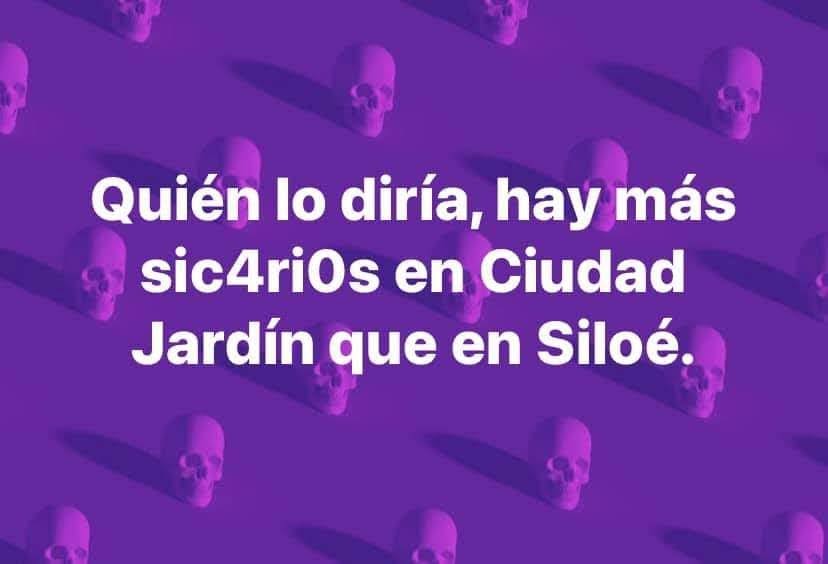 Quién lo diría, hay más
sic4ri0s en Ciudad
Jardín que en Siloé.